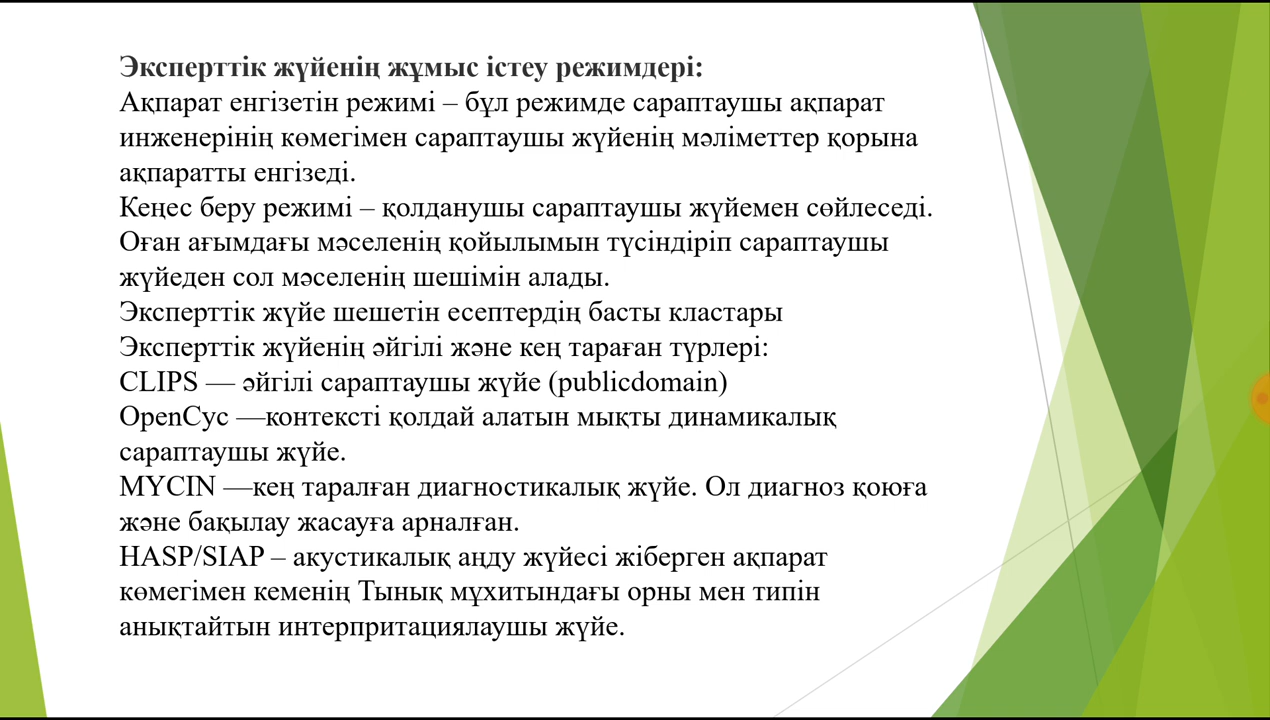 Эксперттік жүйенің жұмыс істеу режимдері:
Ақпарат енгізетін режимі – бұл режимде сараптаушы ақпарат
инженерінің көмегімен сараптаушы жүйенің мәліметтер қорына
ақпаратты енгізеді.
Кеңес беру режимі – қолданушы сараптаушы жүйемен сөйлеседі.
Оған ағымдағы мәселенің қойылымын түсіндіріп сараптаушы
жүйеден сол мәселенің шешімін алады.
Эксперттік жүйе шешетін есептердің басты кластары
Эксперттік жүйенің әйгілі және кең тараған түрлері:
CLIPS — әйгілі сараптаушы жүйе (publicdomain)
OpenCyc —контексті қолдай алатын мықты динамикалық
сараптаушы жүйе.
MYCIN —кең таралған диагностикалық жүйе. Ол диагноз қоюға
және бақылау жасауға арналған.
HASP/SIAP – акустикалық аңду жүйесі жіберген ақпарат
көмегімен кеменің Тынық мұхитындағы орны мен типін
анықтайтын интерпритациялаушы жүйе.